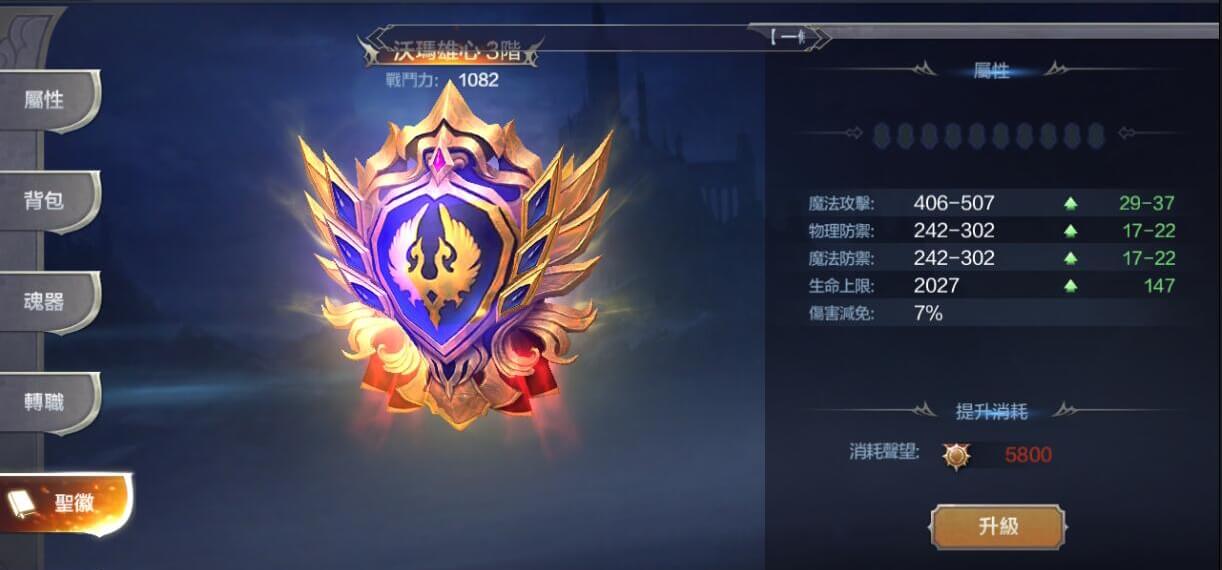 沃瑪雄心 3階
戰鬥力: 1082
屬性
背包
魂器
轉職
聖徽
【一
屬性
魔法攻擊: 406-507 29-37
物理防禦: 242-302 17-22
魔法防禦: 242-302 17-22
生命上限: 2027 147
傷害減免: 7%
提升消耗
消耗聲望: 5800
升級